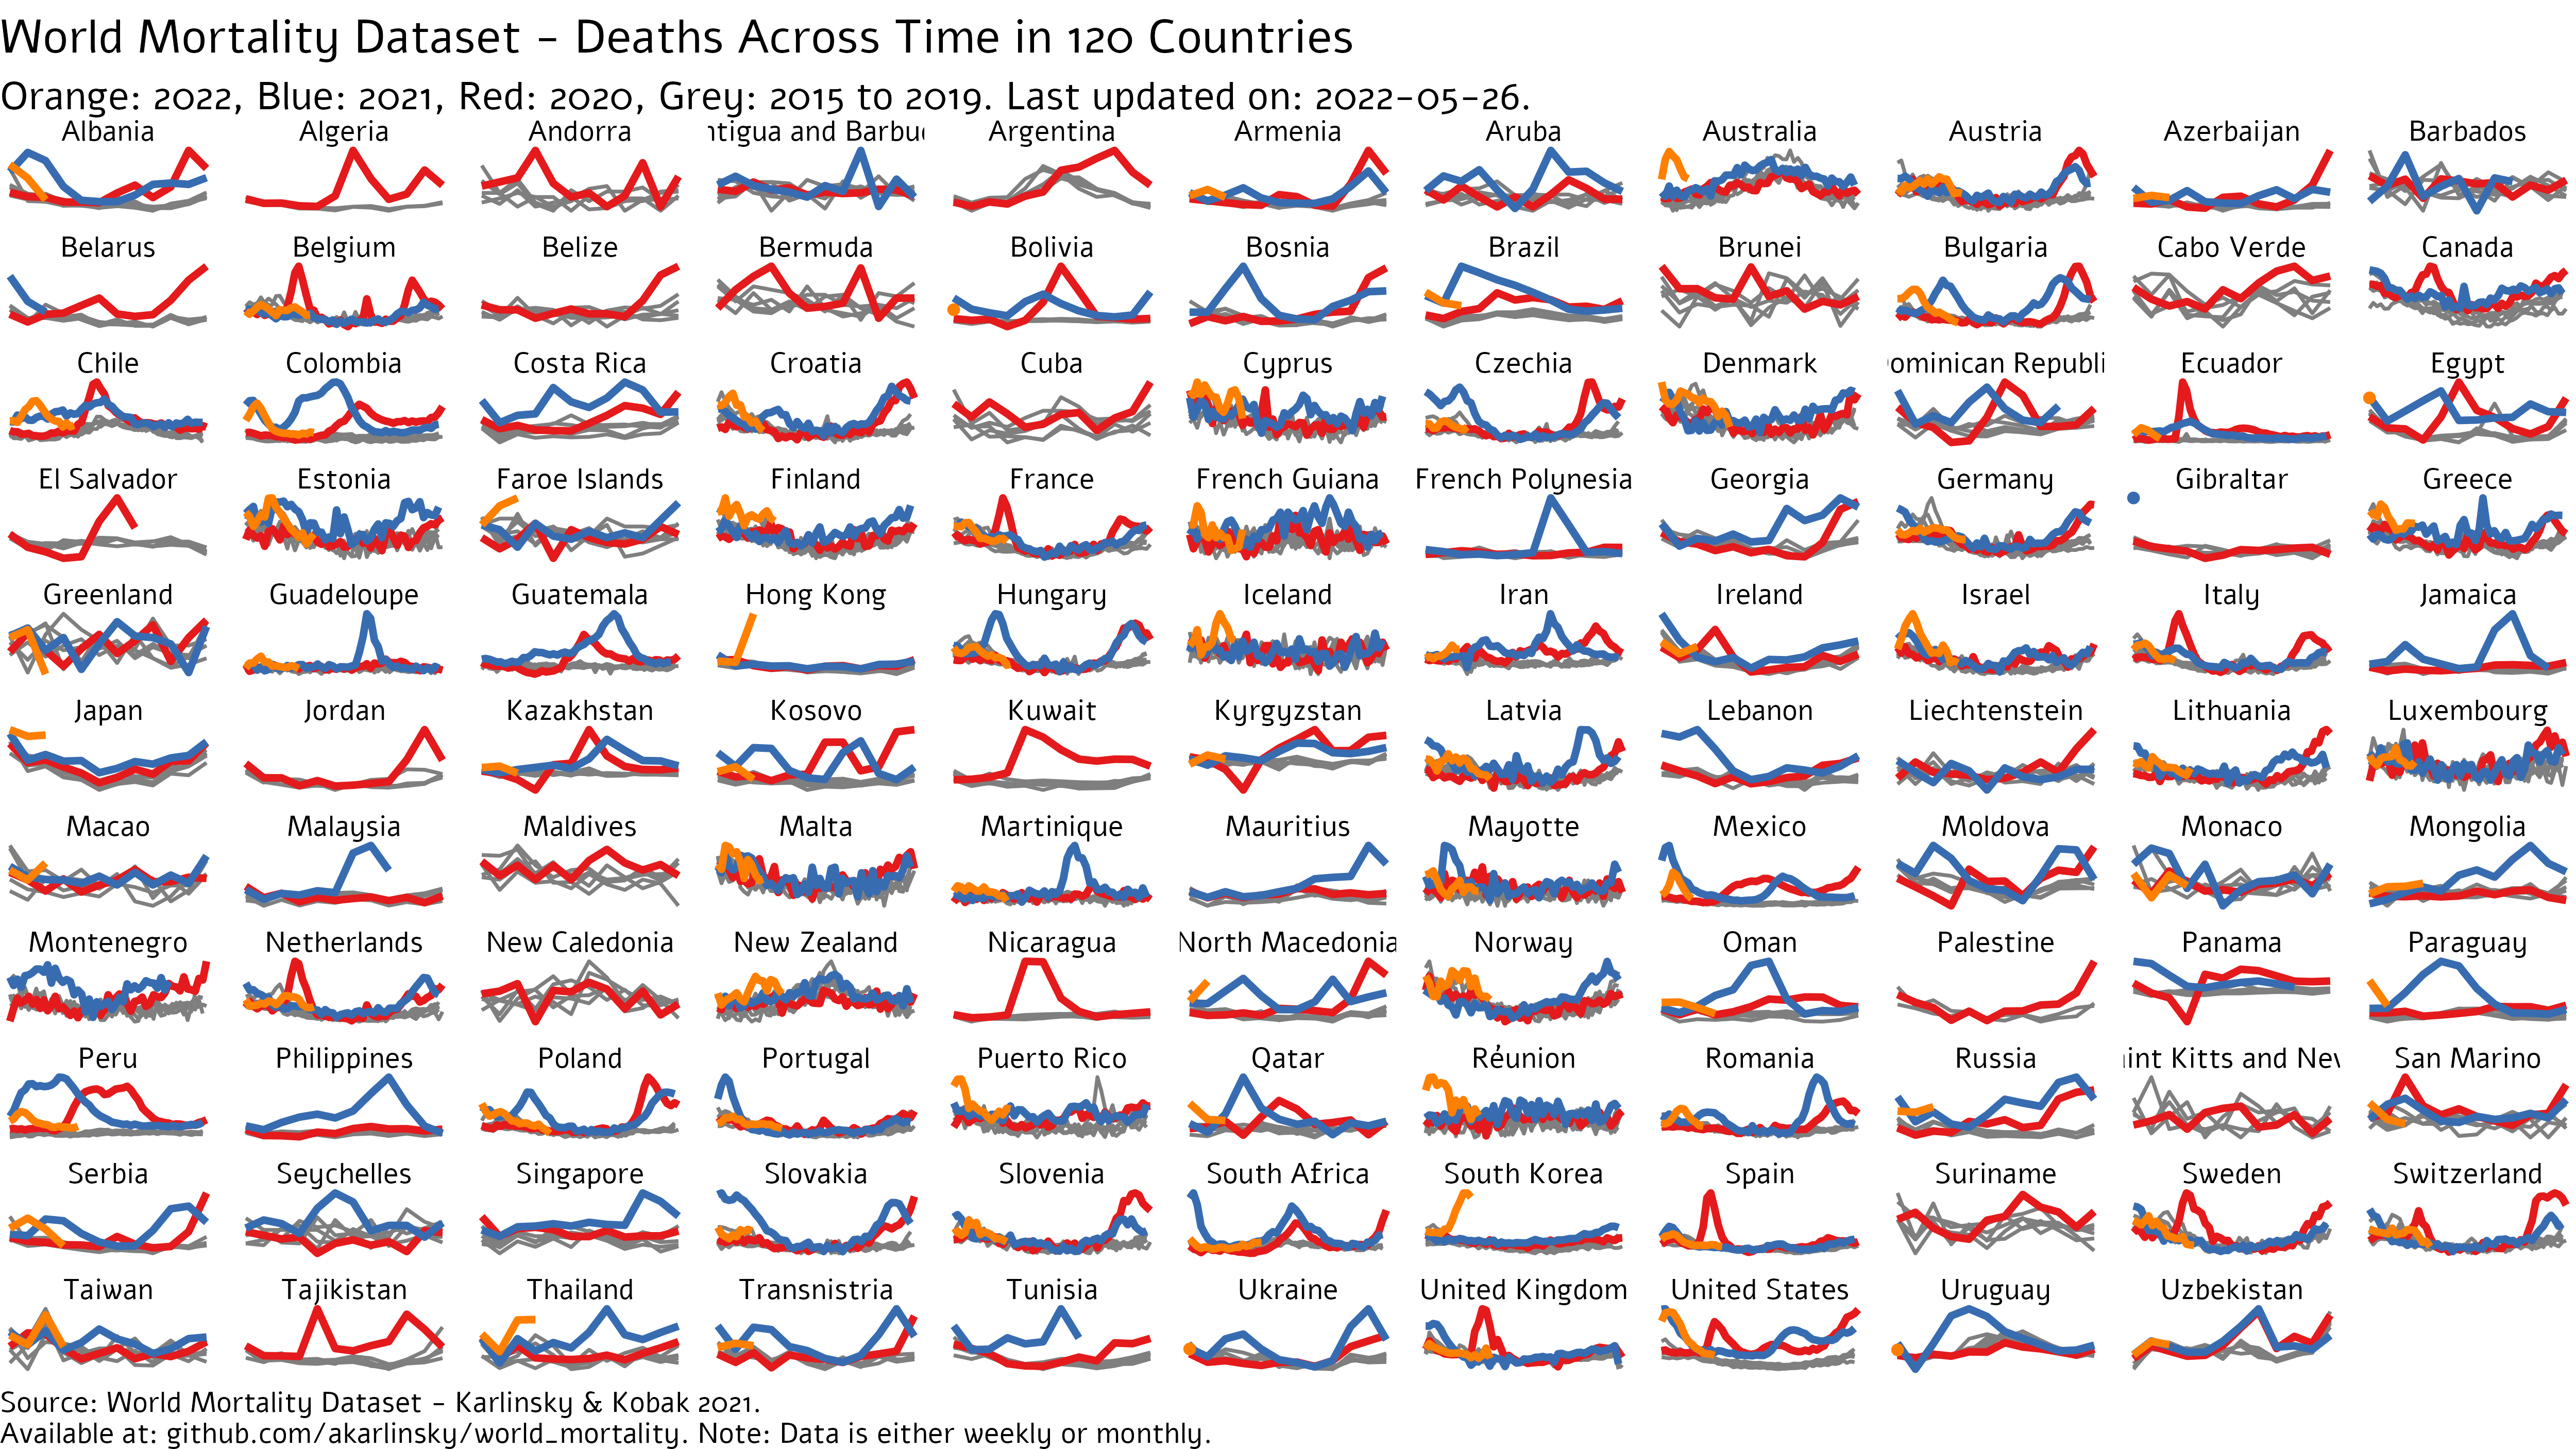 World Mortality Dataset - Deaths Across Time in 120 Countries
Orange: 2022, Blue: 2021, Red: 2020, Grey: 2015 to 2019. Last updated on: 2022-05-26.
Albania Algeria Andorra ntigua and Barbu Argentina Armenia Aruba Australia Austria Azerbaijan Barbados
Belarus Belgium Belize Bermuda Bolivia Bosnia Brazil Brunei Bulgaria Cabo Verde Canada
Chile Colombia Costa Rica Croatia Cuba Cyprus Czechia Denmark ominican Republi Ecuador Egypt
El Salvador Estonia Faroe Islands Finland France French Guiana French Polynesia Georgia Germany Gibraltar Greece
Greenland Guadeloupe Guatemala Hong Kong Hungary Iceland Iran Ireland Israel Italy Jamaica
Japan Jordan Kazakhstan Kosovo Kuwait Kyrgyzstan Latvia Lebanon Liechtenstein Lithuania Luxembourg
Macao Malaysia Maldives Malta Martinique Mauritius Mayotte Mexico Moldova Monaco Mongolia
Montenegro Netherlands New Caledonia New Zealand Nicaragua North Macedonia Norway Oman Palestine Panama Paraguay
Peru Philippines Poland Portugal Puerto Rico Qatar Réunion Romania Russia int Kitts and Nev San Marino
Serbia Seychelles Singapore Slovakia Slovenia South Africa South Korea Spain Suriname Sweden Switzerland
Taiwan Tajikistan Thailand Transnistria Tunisia Ukraine United Kingdom United States Uruguay Uzbekistan
Source: World Mortality Dataset - Karlinsky & Kobak 2021.
Available at: github.com/akarlinsky/world_mortality. Note: Data is either weekly or monthly.